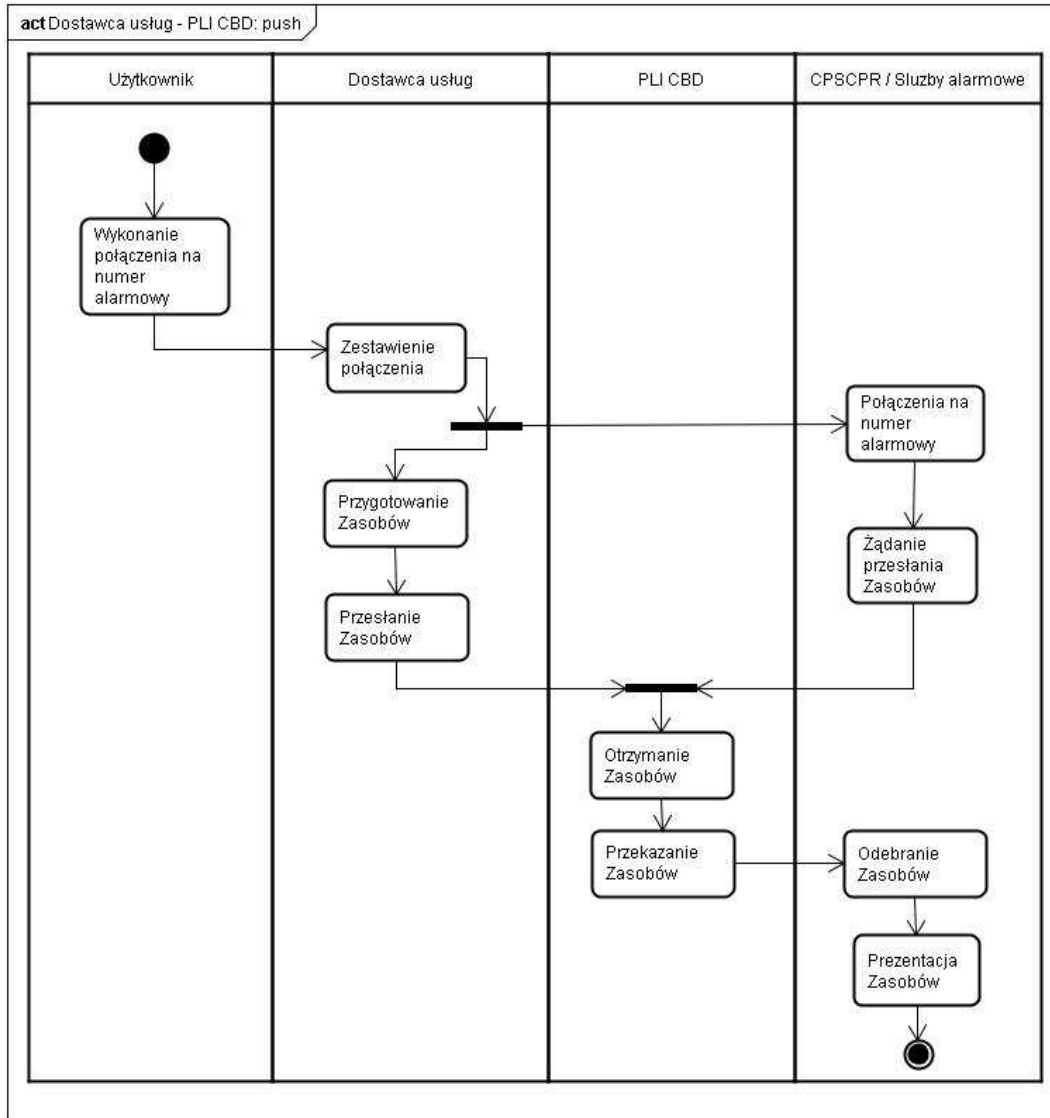 act Dostawca usług - PLI CBD: push
Użytkownik
Dostawca usług
PLI CBD
CPSCPR / Sluzby alarmowe
Wykonanie
połączenia na
numer
alarmowy
Zestawienie
połączenia
Połączenia na
numer
alarmowy
Przygotowanie
Zasobów
Żądanie
przesłania
Zasobów
Przesłanie
Zasobów
Otrzymanie
Zasobów
Przekazanie
Zasobów
Odebranie
Zasobów
Prezentacja
Zasobów